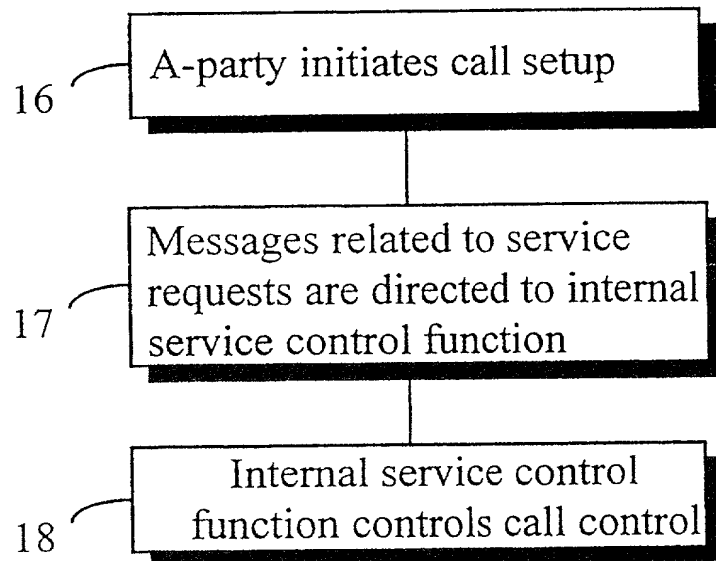 A-party initiates call setup
16
Messages related to service
requests are directed to internal
service control function
17
Internal service control
function controls call control
18